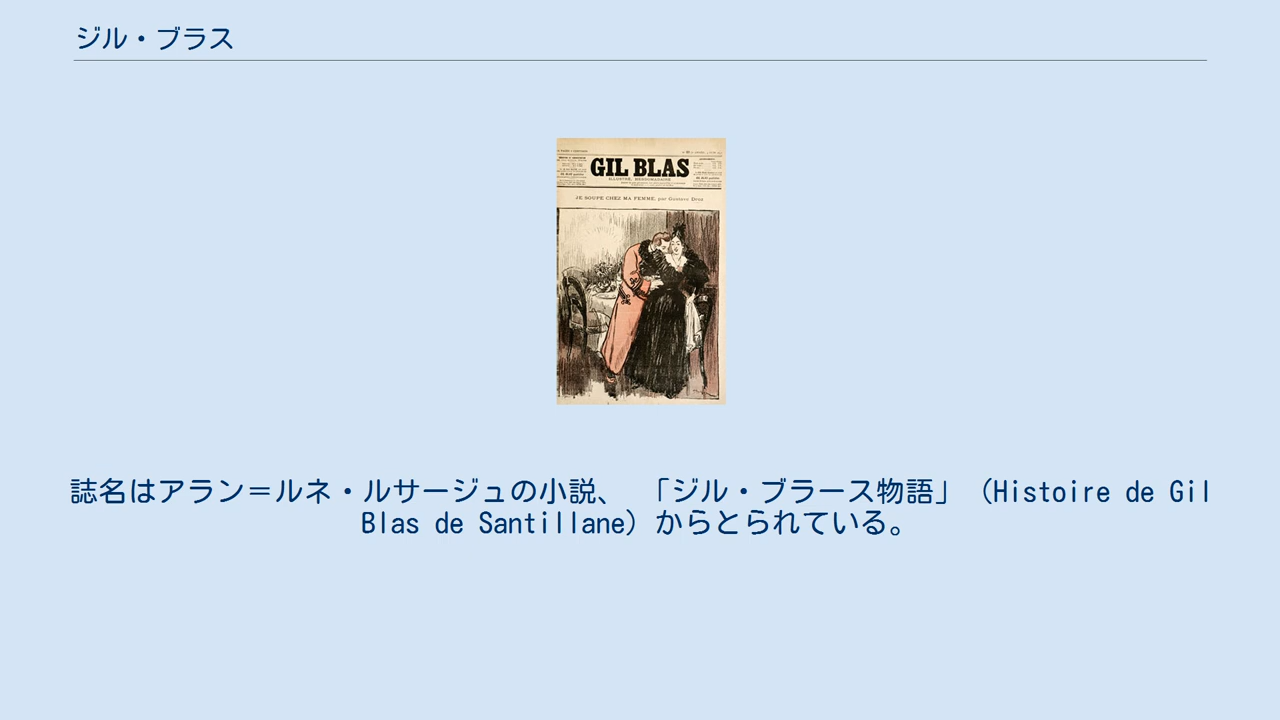 ジル・ブラス
GIL BLAS
ILLUSTRÉ, HEBDOMADAIRE
JE SOUPE CHEZ MA FEMME, par Gustave Droz
誌名はアラン＝ルネ・ルサージュの小説、 「ジル・ブラース物語」（Histoire de Gil
Blas de Santillane）からとられている。